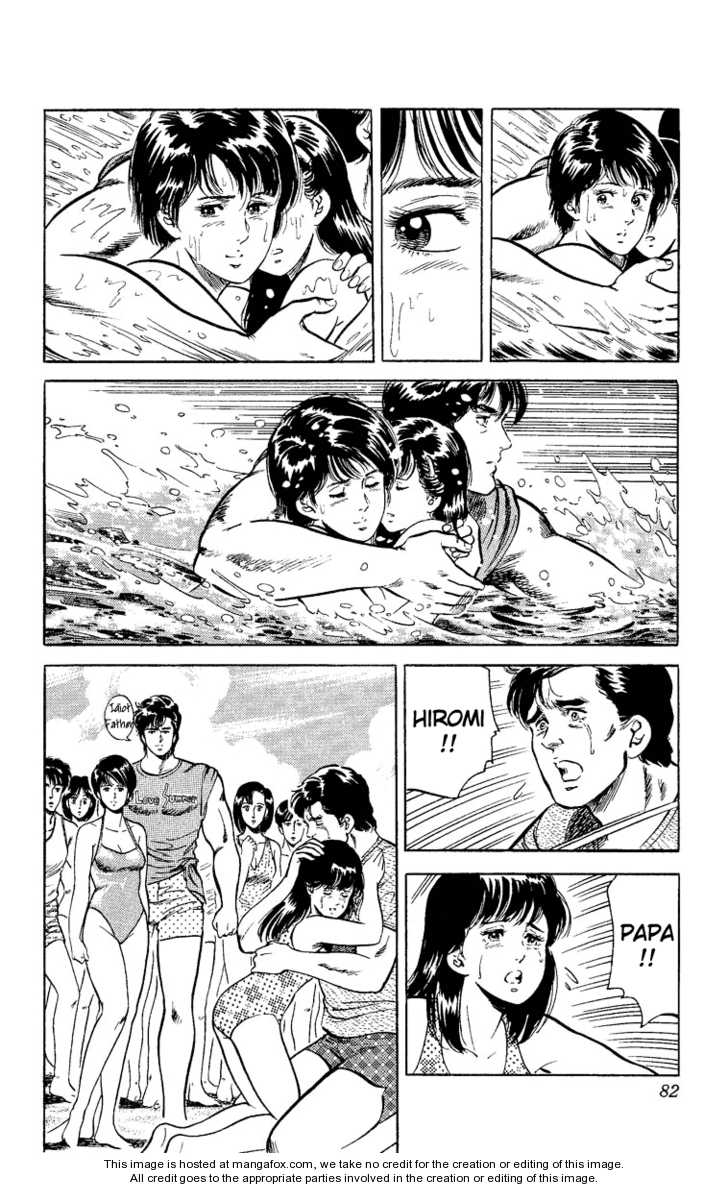 HIROMI
!!
PAPA
!!
Idiot
Father
LOVE SUMMER
82
This image is hosted at mangafox.com, we take no credit for the creation or editing of this image.
All credit goes to the appropriate parties involved in the creation or editing of this image.